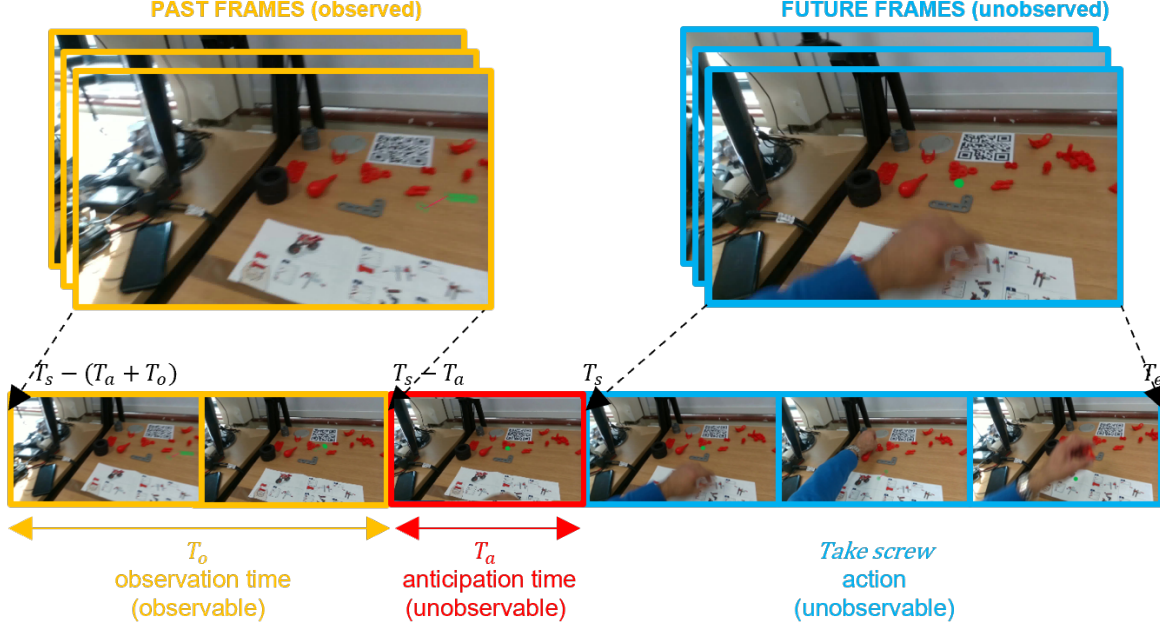 PAST FRAMES (observed)
FUTURE FRAMES (unobserved)
T_s − (T_a + T_o)
T_s − T_a
T_s
T_e
T_o
observation time
(observable)
T_a
anticipation time
(unobservable)
Take screw
action
(unobservable)